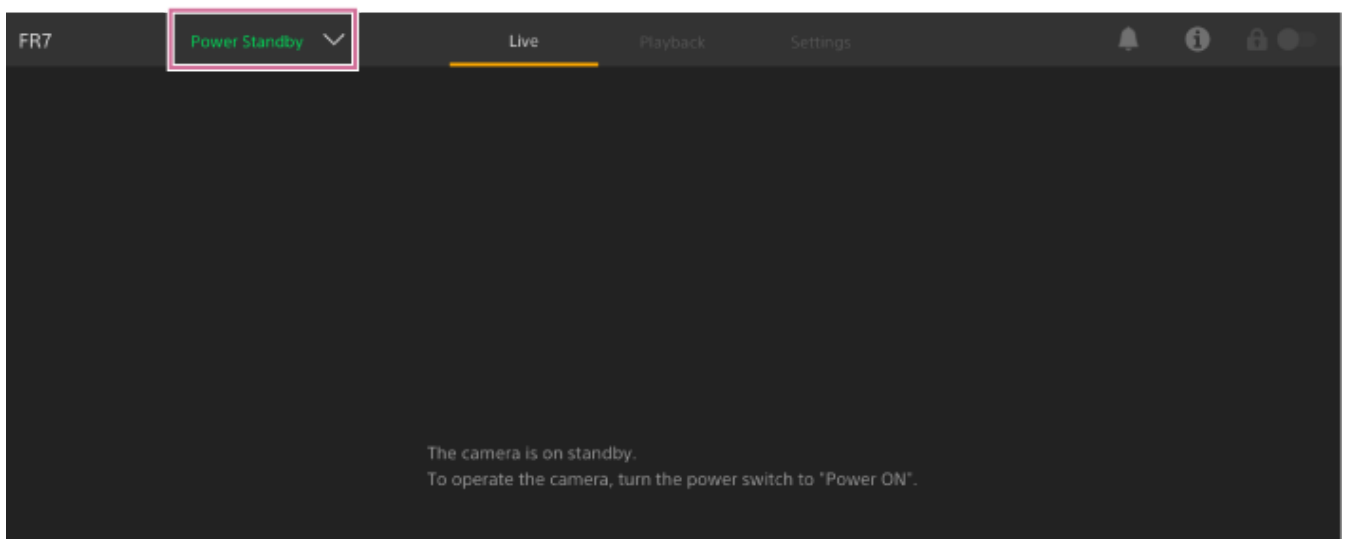 FR7
Power Standby
Live
Playback
Settings
The camera is on standby.
To operate the camera, turn the power switch to "Power ON".